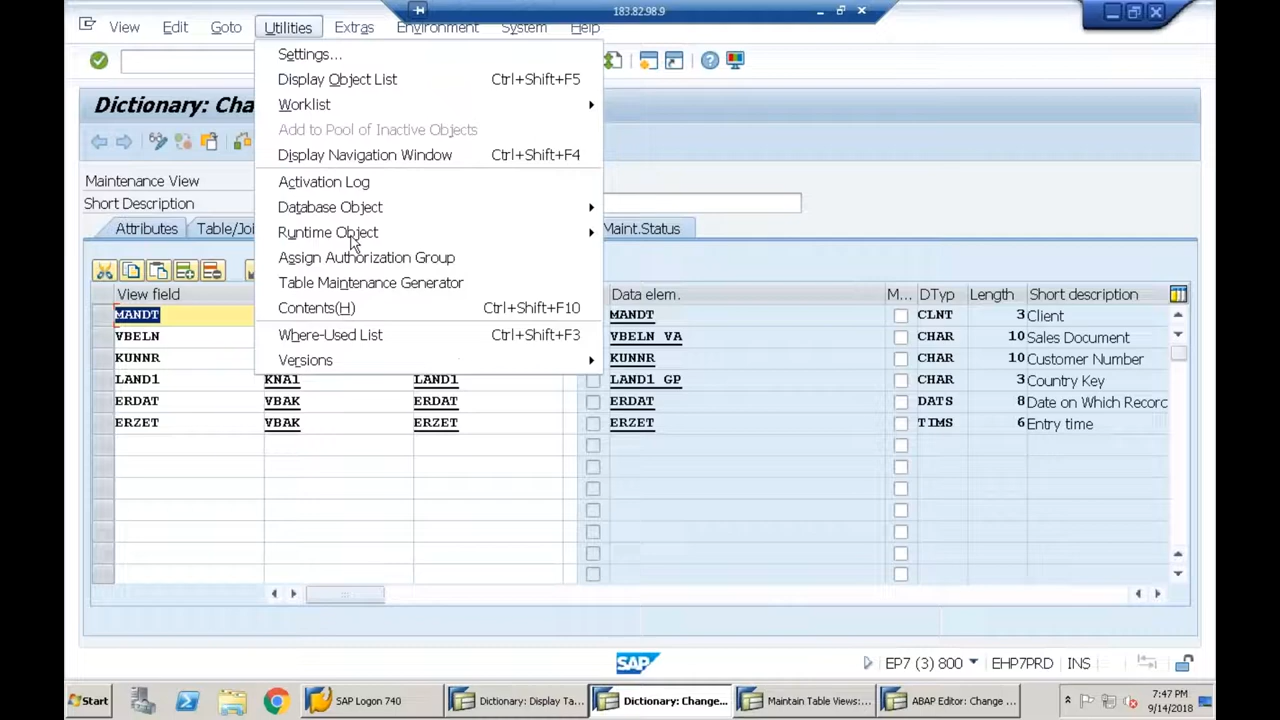 183.82.98.9
View Edit Goto Utilities Extras Environment System Help
Settings...
Display Object List Ctrl+Shift+F5
Dictionary: Cha
Worklist
Add to Pool of Inactive Objects
Display Navigation Window Ctrl+Shift+F4
Maintenance View
Activation Log
Short Description
Database Object
Attributes Table/Joi Maint.Status
Runtime Object
Assign Authorization Group
Table Maintenance Generator
View field Data elem. M... DTyp Length Short description
Contents(H) Ctrl+Shift+F10
MANDT MANDT CLNT 3 Client
Where-Used List Ctrl+Shift+F3
VBELN VBELN VA CHAR 10 Sales Document
Versions
KUNNR KUNNR CHAR 10 Customer Number
LAND1 KNA1 LAND1 LAND1 GP CHAR 3 Country Key
ERDAT VBAK ERDAT ERDAT DATS 8 Date on Which Recorc
ERZET VBAK ERZET ERZET TIMS 6 Entry time
SAP EP7 (3) 800 EHP7PRD INS
Start SAP Logon 740 Dictionary: Display Ta... Dictionary: Change... Maintain Table Views:... ABAP Editor: Change ... 7:47 PM
9/14/2018